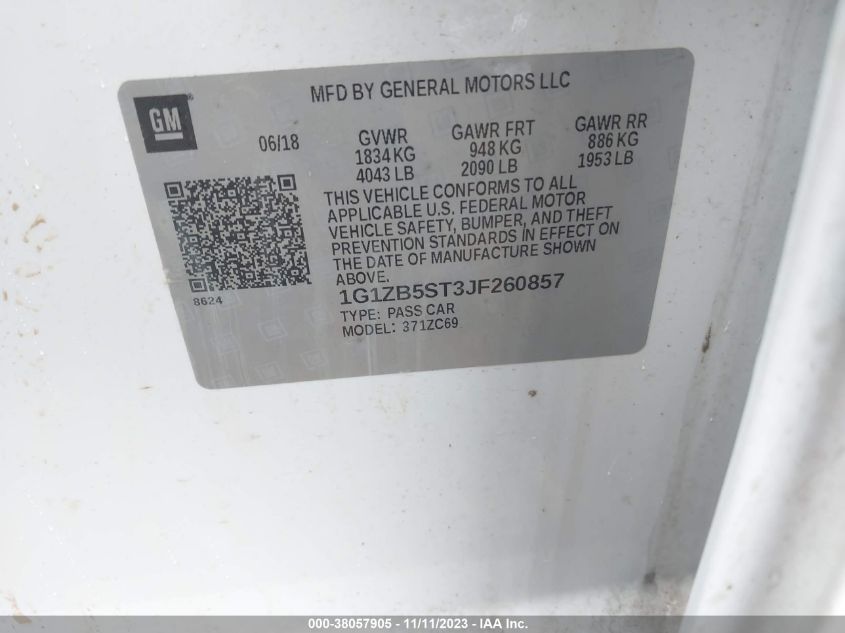 MFD BY GENERAL MOTORS LLC
GM
®
06/18
GVWR
1834 KG
4043 LB
GAWR FRT
948 KG
2090 LB
GAWR RR
886 KG
1953 LB
THIS VEHICLE CONFORMS TO ALL
APPLICABLE U.S. FEDERAL MOTOR
VEHICLE SAFETY, BUMPER, AND THEFT
PREVENTION STANDARDS IN EFFECT ON
THE DATE OF MANUFACTURE SHOWN
ABOVE.
8624
1G1ZB5ST3JF260857
TYPE: PASS CAR
MODEL: 371ZC69
000-38057905 - 11/11/2023 - IAA Inc.